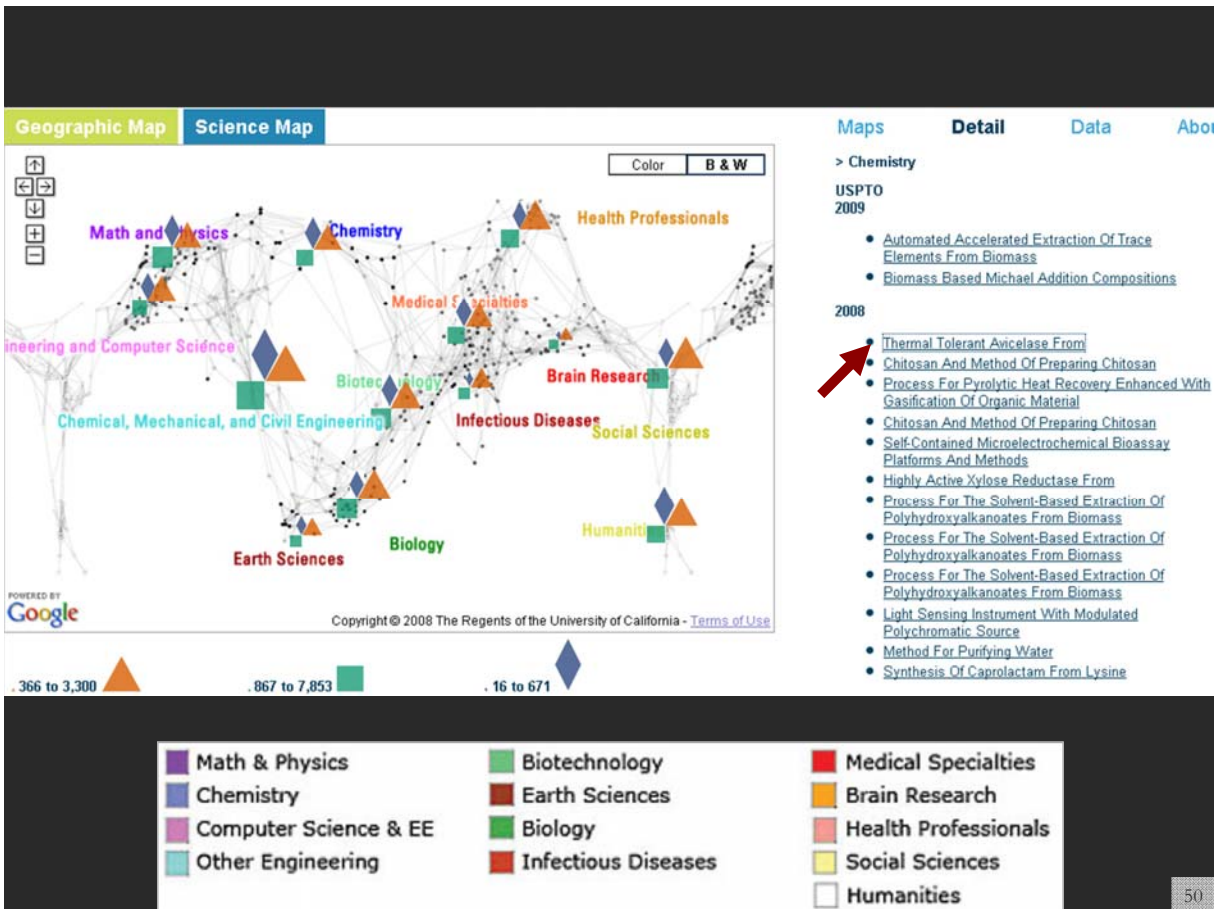 Geographic Map
Science Map
Color
B & W
Math and Physics
Chemistry
Health Professionals
Medical Specialties
ineering and Computer Science
Biotechnology
Brain Research
Chemical, Mechanical, and Civil Engineering
Infectious Diseases
Social Sciences
Humanities
Biology
Earth Sciences
POWERED BY
Google
Copyright © 2008 The Regents of the University of California - Terms of Use
. 366 to 3,300
. 867 to 7,853
. 16 to 671
Maps
Detail
Data
Abou
> Chemistry
USPTO
2009
Automated Accelerated Extraction Of Trace
Elements From Biomass
Biomass Based Michael Addition Compositions
2008
Thermal Tolerant Avicelase From
Chitosan And Method Of Preparing Chitosan
Process For Pyrolytic Heat Recovery Enhanced With
Gasification Of Organic Material
Chitosan And Method Of Preparing Chitosan
Self-Contained Microelectrochemical Bioassay
Platforms And Methods
Highly Active Xylose Reductase From
Process For The Solvent-Based Extraction Of
Polyhydroxyalkanoates From Biomass
Process For The Solvent-Based Extraction Of
Polyhydroxyalkanoates From Biomass
Process For The Solvent-Based Extraction Of
Polyhydroxyalkanoates From Biomass
Light Sensing Instrument With Modulated
Polychromatic Source
Method For Purifying Water
Synthesis Of Caprolactam From Lysine
Math & Physics
Chemistry
Computer Science & EE
Other Engineering
Biotechnology
Earth Sciences
Biology
Infectious Diseases
Medical Specialties
Brain Research
Health Professionals
Social Sciences
Humanities
50